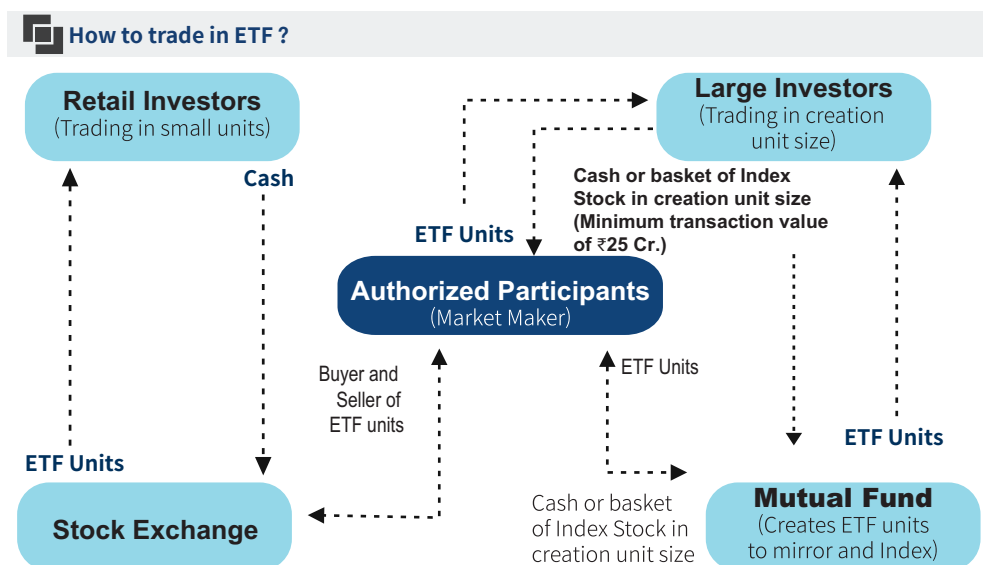 How to trade in ETF ?
Retail Investors
(Trading in small units)
Large Investors
(Trading in creation
unit size)
Cash
Cash or basket of Index
Stock in creation unit size
(Minimum transaction value
of ₹25 Cr.)
ETF Units
Authorized Participants
(Market Maker)
Buyer and
Seller of
ETF units
ETF Units
ETF Units
ETF Units
Stock Exchange
Cash or basket
of Index Stock in
creation unit size
Mutual Fund
(Creates ETF units
to mirror and Index)